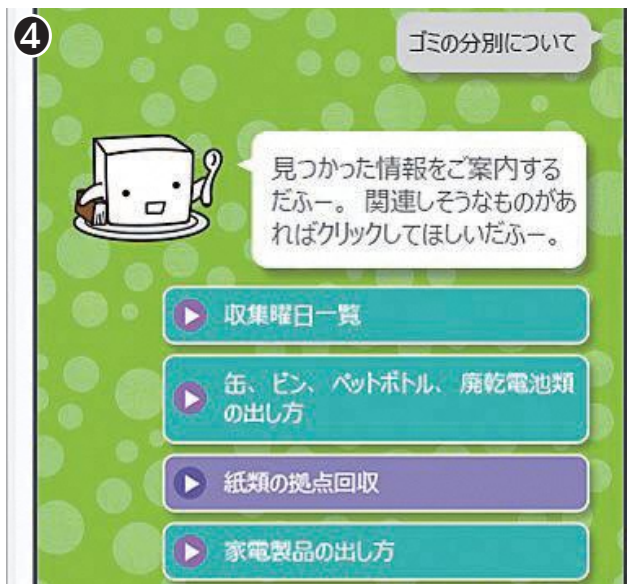 ❹
ゴミの分別について
見つかった情報をご案内する
だふー。 関連しそうなものがあ
ればクリックしてほしいだふー。
収集曜日一覧
缶、ビン、ペットボトル、廃乾電池類
の出し方
紙類の拠点回収
家電製品の出し方